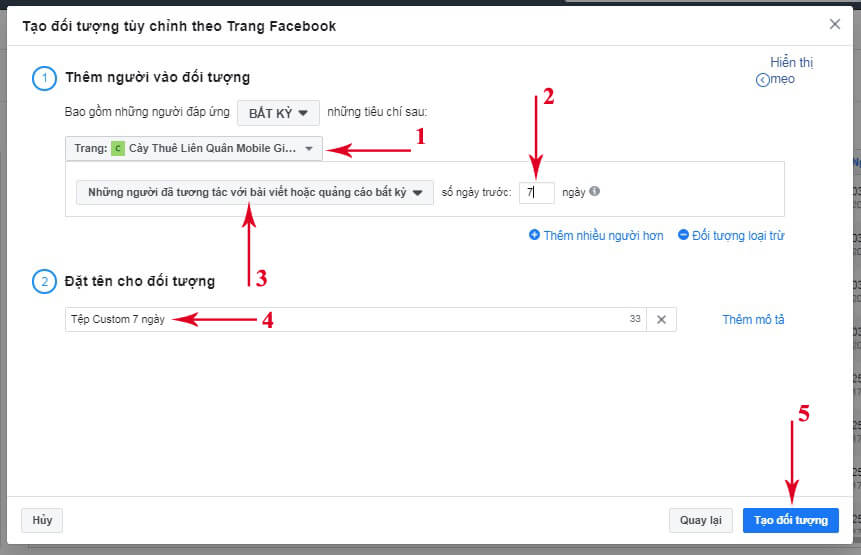 Tạo đối tượng tùy chỉnh theo Trang Facebook
Hiển thị
mẹo
1 Thêm người vào đối tượng
Bao gồm những người đáp ứng BẤT KỲ những tiêu chí sau:
2
1
Trang: C Cày Thuê Liên Quân Mobile Gi...
Những người đã tương tác với bài viết hoặc quảng cáo bất kỳ số ngày trước: 7 ngày
Thêm nhiều người hơn Đối tượng loại trừ
3
2 Đặt tên cho đối tượng
Tệp Custom 7 ngày 4 33 Thêm mô tả
5
Hủy Quay lại Tạo đối tượng